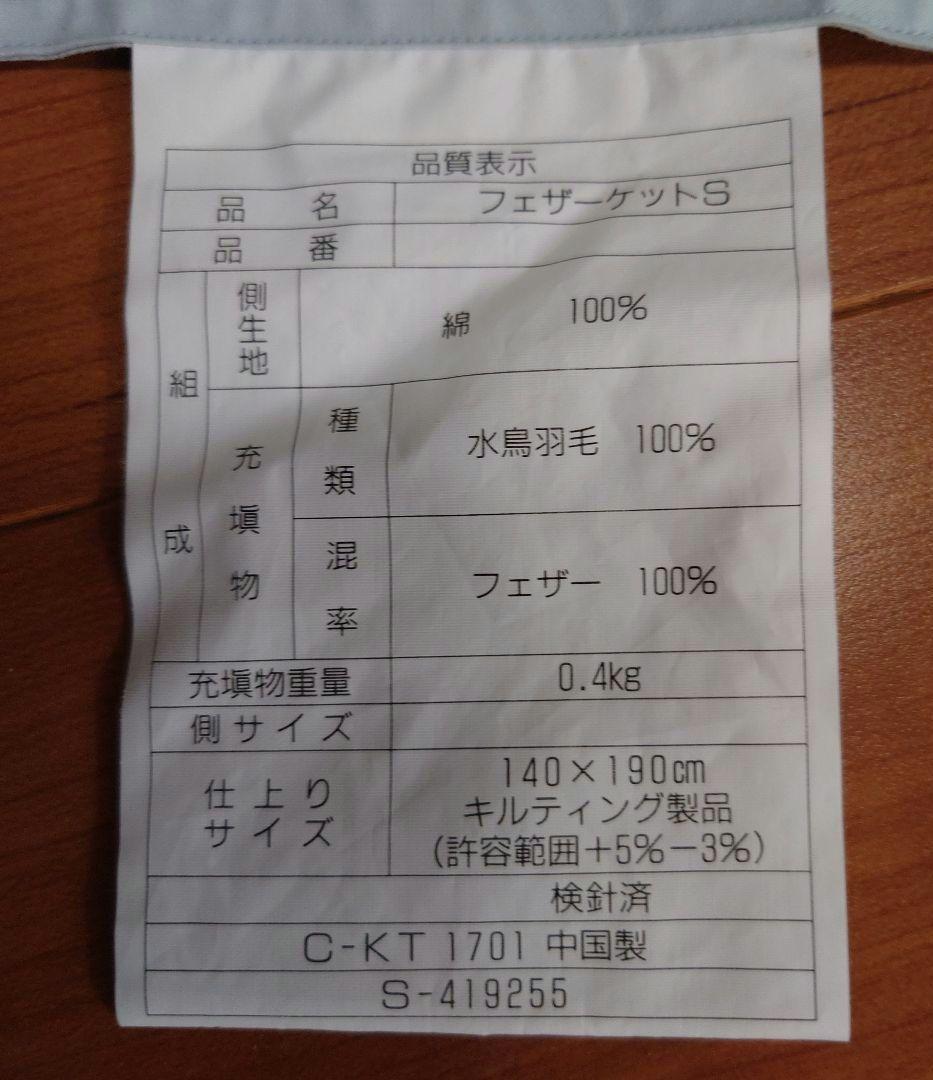 品質表示
品名 フェザーケットS
品番
組成 側生地 綿 100%
充填物 種類 水鳥羽毛 100%
混率 フェザー 100%
充填物重量 0.4kg
側サイズ
仕上りサイズ 140×190cm
キルティング製品
(許容範囲+5%-3%)
検針済
C-KT 1701 中国製
S-419255